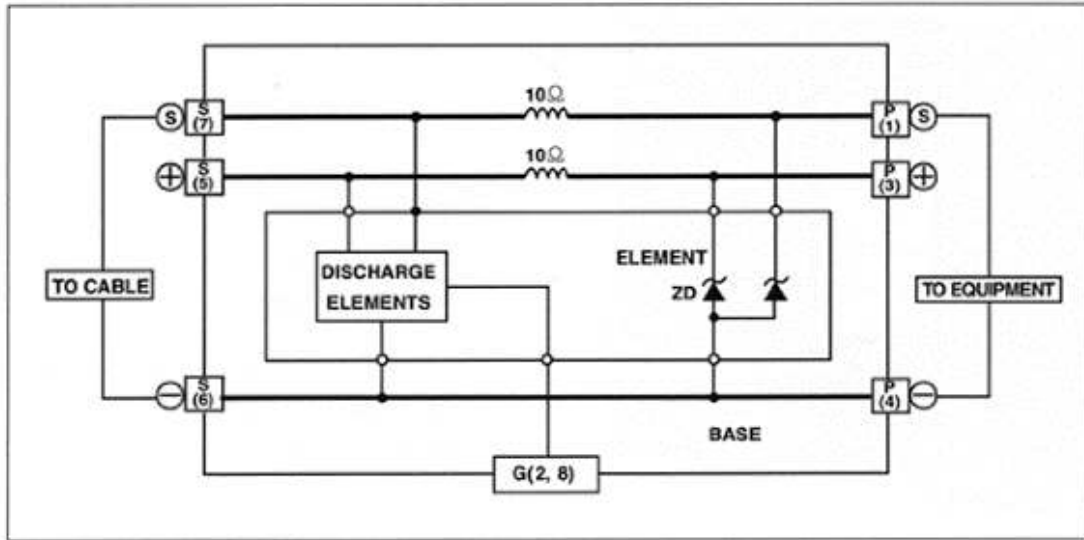 10Ω
S
S
(7)
P
(1)
S
10Ω
+
S
(5)
P
(3)
+
DISCHARGE
ELEMENTS
ELEMENT
ZD
TO CABLE
TO EQUIPMENT
−
S
(6)
P
(4)
−
BASE
G(2, 8)